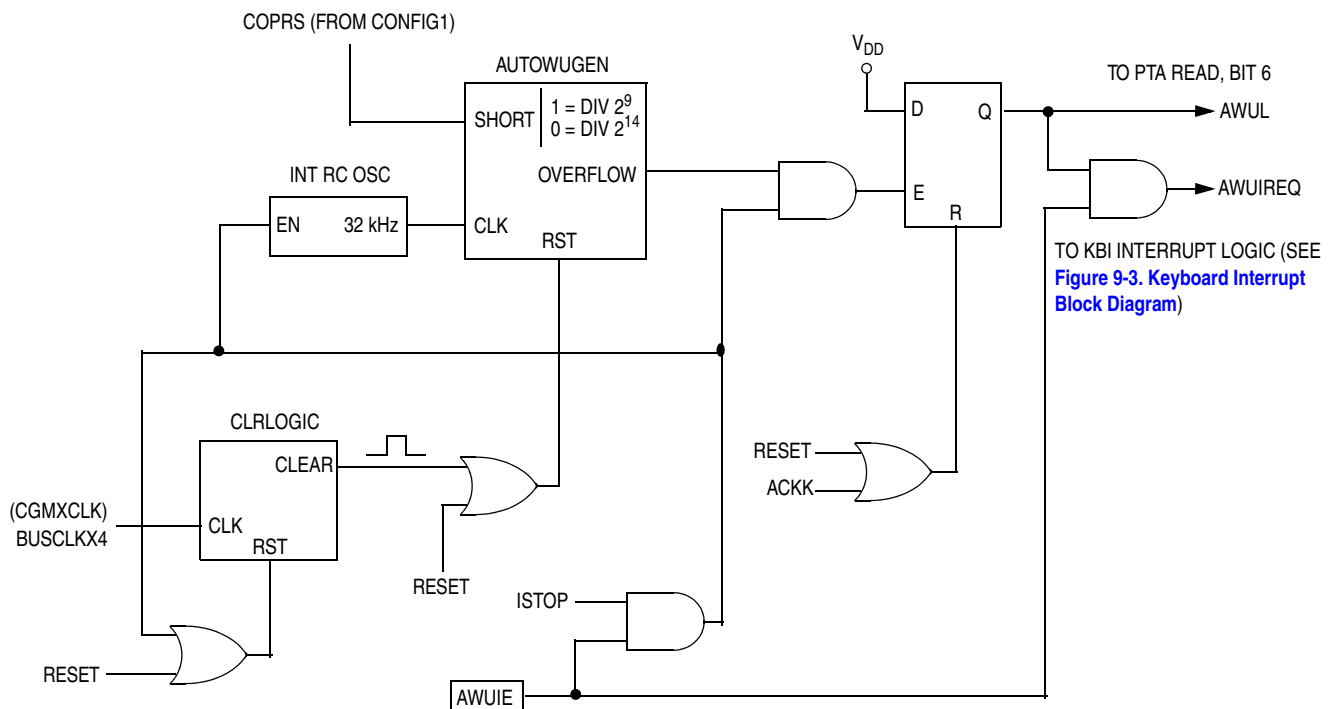 COPRS (FROM CONFIG1)
V_DD
AUTOWUGEN
TO PTA READ, BIT 6
SHORT
1 = DIV 2^9
0 = DIV 2^14
D
Q
AWUL
INT RC OSC
OVERFLOW
AWUIREQ
EN
32 kHz
CLK
RST
E
R
TO KBI INTERRUPT LOGIC (SEE
Figure 9-3. Keyboard Interrupt
Block Diagram)
CLRLOGIC
CLEAR
RESET
ACKK
(CGMXCLK)
BUSCLKX4
CLK
RST
RESET
ISTOP
RESET
AWUIE